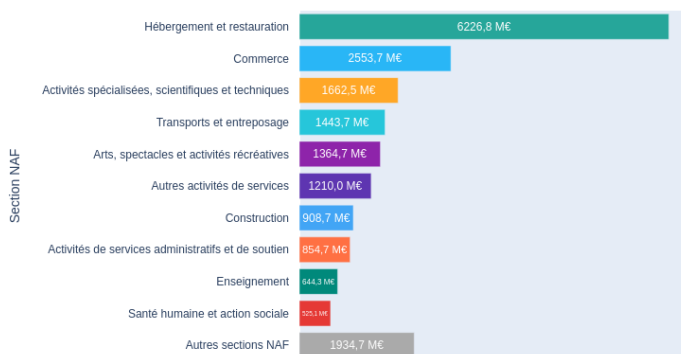 Section NAF
Hébergement et restauration 6226,8 M€
Commerce 2553,7 M€
Activités spécialisées, scientifiques et techniques 1662,5 M€
Transports et entreposage 1443,7 M€
Arts, spectacles et activités récréatives 1364,7 M€
Autres activités de services 1210,0 M€
Construction 908,7 M€
Activités de services administratifs et de soutien 854,7 M€
Enseignement 644,3 M€
Santé humaine et action sociale 525,1 M€
Autres sections NAF 1934,7 M€